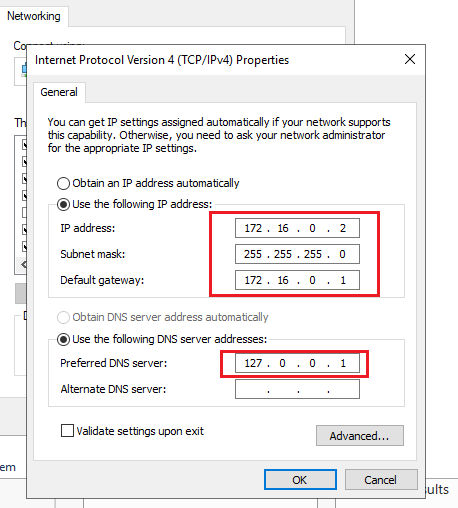 Networking
Internet Protocol Version 4 (TCP/IPv4) Properties
General
You can get IP settings assigned automatically if your network supports
this capability. Otherwise, you need to ask your network administrator
for the appropriate IP settings.
Obtain an IP address automatically
Use the following IP address:
IP address: 172 . 16 . 0 . 2
Subnet mask: 255 . 255 . 255 . 0
Default gateway: 172 . 16 . 0 . 1
Obtain DNS server address automatically
Use the following DNS server addresses:
Preferred DNS server: 127 . 0 . 0 . 1
Alternate DNS server: . . .
Validate settings upon exit
Advanced...
OK Cancel